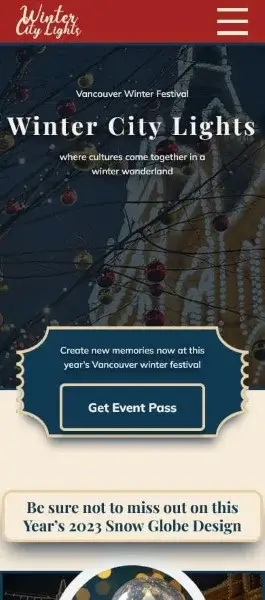 Winter
City Lights
Vancouver Winter Festival
Winter City Lights
where cultures come together in a
winter wonderland
Create new memories now at this
year's Vancouver winter festival
Get Event Pass
Be sure not to miss out on this
Year's 2023 Snow Globe Design